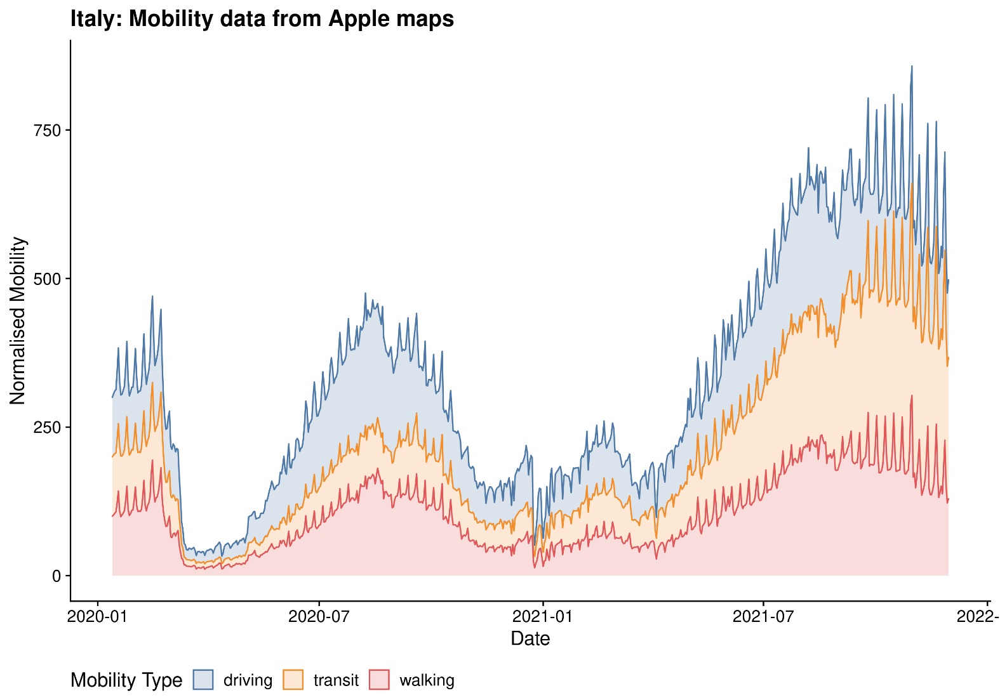 Italy: Mobility data from Apple maps
Normalised Mobility
750
500
250
0
2020-01 2020-07 2021-01 2021-07 2022-
Date
Mobility Type driving transit walking